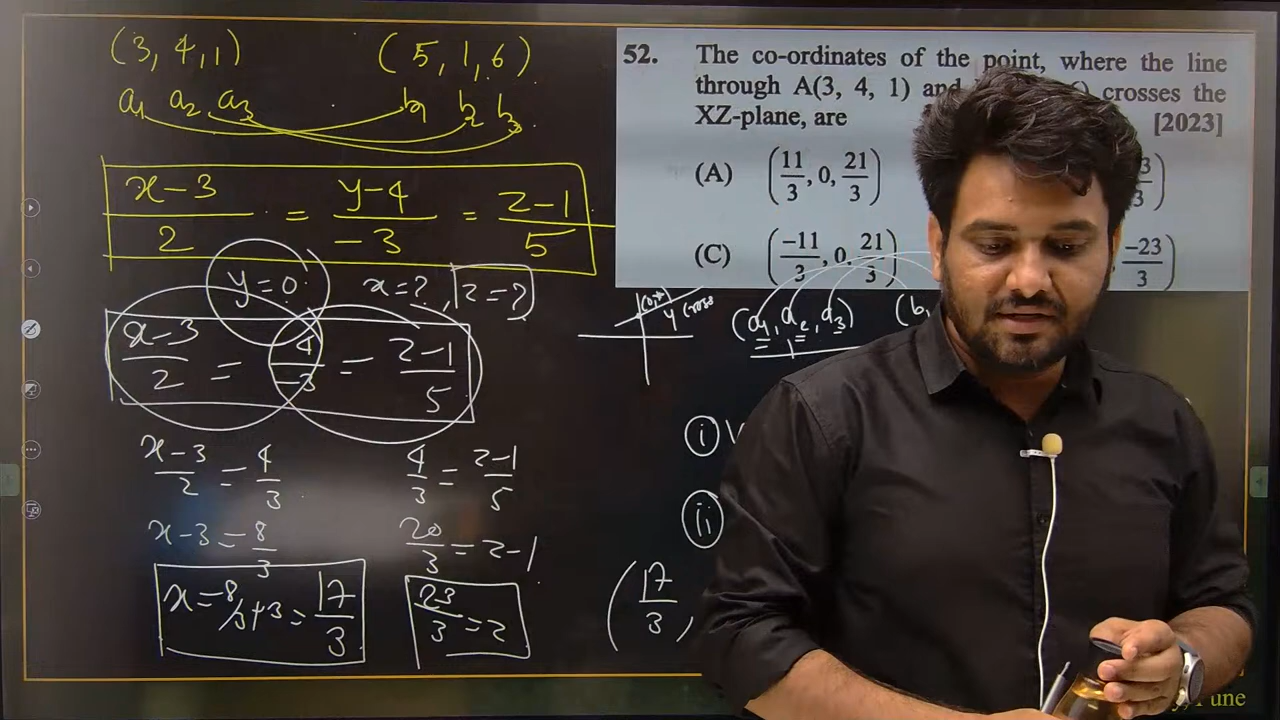 (3, 4, 1) (5, 1, 6)
a1 a2 a3 b1 b2 b3
x-3/2 = y-4/-3 = z-1/5
y=0 x=? , z=?
x-3/2 = -4/-3 = z-1/5
x-3/2 = 4/3 4/3 = z-1/5
x-3 = 8/3 20/3 = z-1
x = 8/3+3 = 17/3 23/3 = z
52. The co-ordinates of the point, where the line
through A(3, 4, 1) and crosses the
XZ-plane, are [2023]
(A) (11/3, 0, 21/3)
(C) (-11/3, 0, 21/3) , -23/3)
(a1, a2, a3) (b
(i)
(ii)
(17/3,